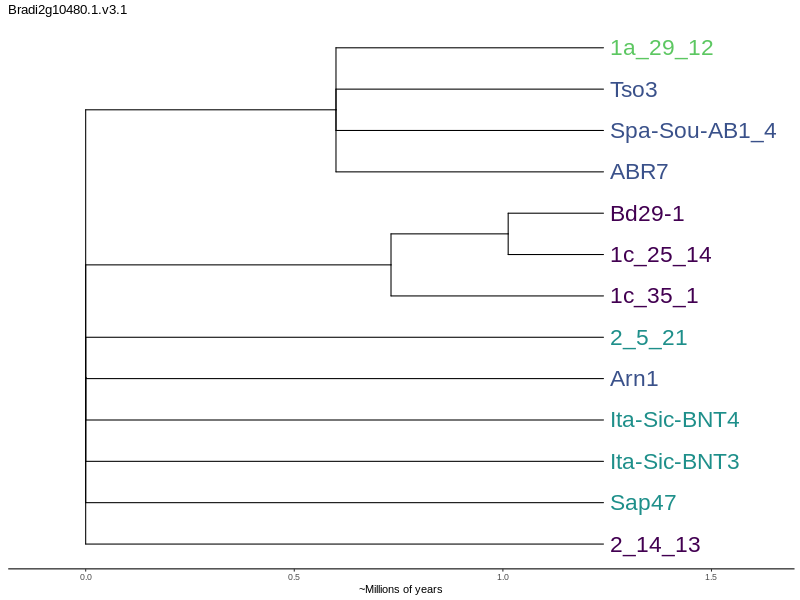 Bradi2g10480.1.v3.1
1a_29_12
Tso3
Spa-Sou-AB1_4
ABR7
Bd29-1
1c_25_14
1c_35_1
2_5_21
Arn1
Ita-Sic-BNT4
Ita-Sic-BNT3
Sap47
2_14_13
0.0 0.5 1.0 1.5
~Millions of years